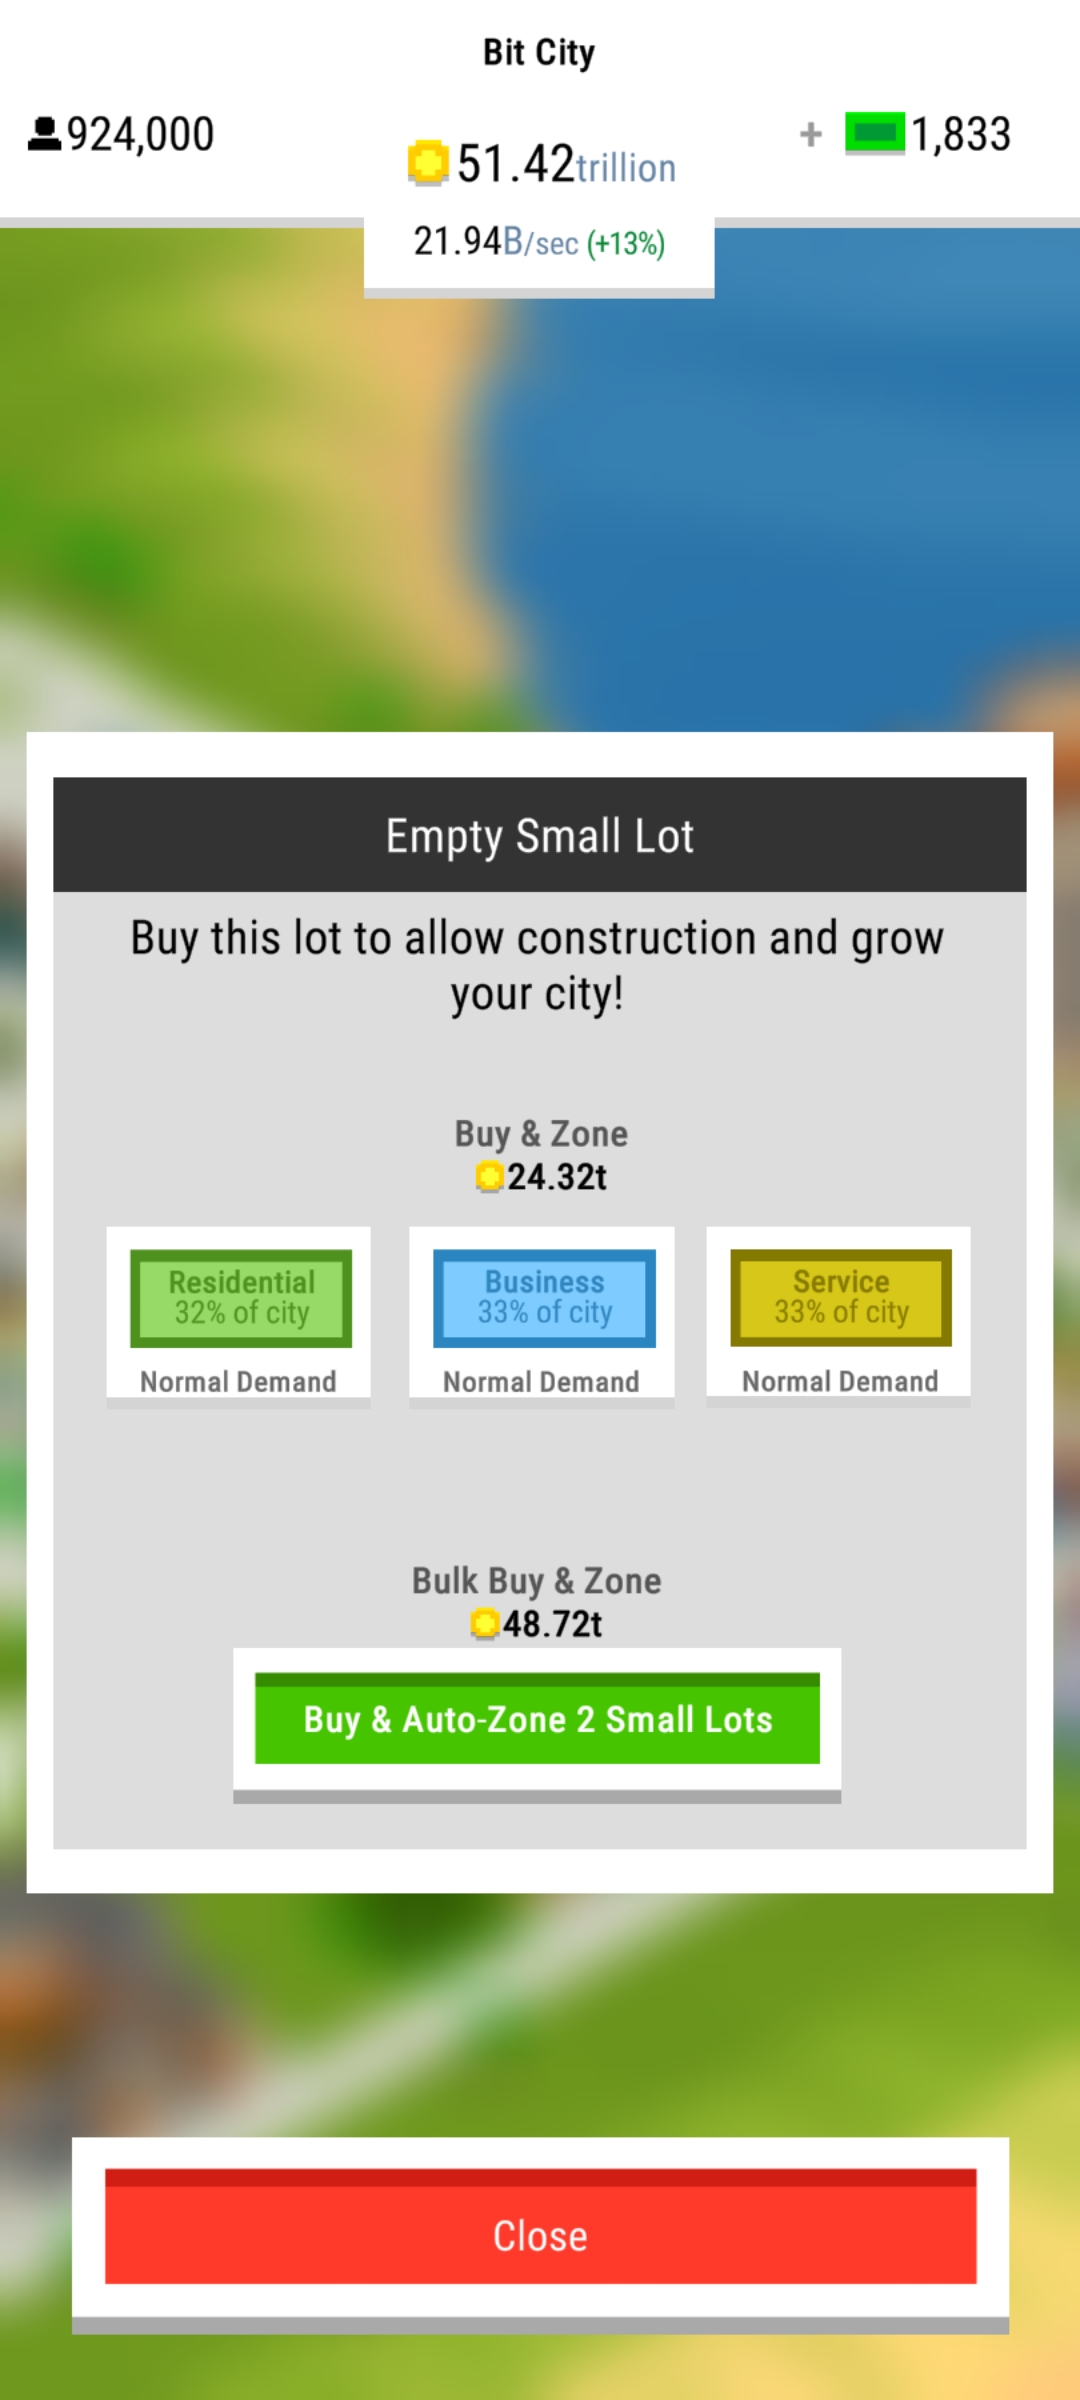 Bit City
924,000
51.42trillion
+ 1,833
21.94B/sec (+13%)
Empty Small Lot
Buy this lot to allow construction and grow
your city!
Buy & Zone
24.32t
Residential
32% of city
Normal Demand
Business
33% of city
Normal Demand
Service
33% of city
Normal Demand
Bulk Buy & Zone
48.72t
Buy & Auto-Zone 2 Small Lots
Close